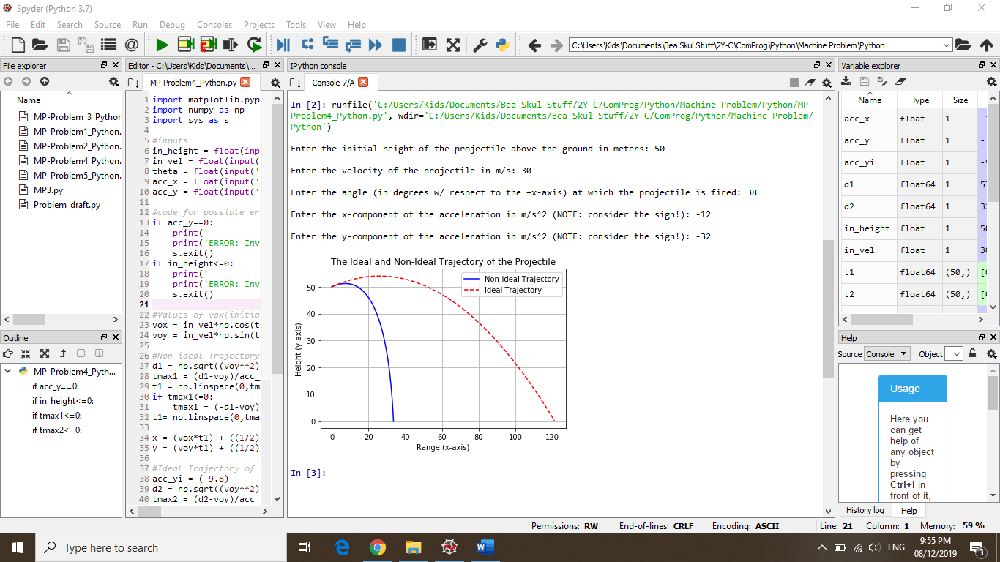 Spyder (Python 3.7)
File Edit Search Source Run Debug Consoles Projects Tools View Help
C:\Users\Kids\Documents\Bea Skul Stuff\2Y-C\ComProg\Python\Machine Problem\Python
File explorer
Name
MP-Problem_3_Python
MP-Problem1_Python.
MP-Problem2_Python.
MP-Problem4_Python.
MP-Problem5_Python.
MP3.py
Problem_draft.py
Outline
MP-Problem4_Pyth...
if acc_y==0:
if in_height<=0:
if tmax1<=0:
if tmax2<=0:
Editor - C:\Users\Kids\Documents\...
MP-Problem4_Python.py
1 import matplotlib.pypl
2 import numpy as np
3 import sys as s
4
5 #inputs
6 in_height = float(inpu
7 in_vel = float(input(
8 theta = float(input('
9 acc_x = float(input('
10 acc_y = float(input('
11
12 #code for possible err
13 if acc_y==0:
14 print('-----------
15 print('ERROR: Inva
16 s.exit()
17 if in_height<=0:
18 print('-----------
19 print('ERROR: Inva
20 s.exit()
21
22 #Values of vox(initial
23 vox = in_vel*np.cos(th
24 voy = in_vel*np.sin(th
25
26 #Non-ideal Trajectory
27 d1 = np.sqrt((voy**2)
28 tmax1 = (d1-voy)/acc_y
29 t1 = np.linspace(0,tma
30 if tmax1<=0:
31 tmax1 = (-d1-voy)/
32 t1= np.linspace(0,tmax
33
34 x = (vox*t1) + ((1/2)*
35 y = (voy*t1) + ((1/2)*
36
37 #Ideal Trajectory of t
38 acc_yi = (-9.8)
39 d2 = np.sqrt((voy**2)
40 tmax2 = (d2-voy)/acc_y
IPython console
Console 7/A
In [2]: runfile('C:/Users/Kids/Documents/Bea Skul Stuff/2Y-C/ComProg/Python/Machine Problem/Python/MP-
Problem4_Python.py', wdir='C:/Users/Kids/Documents/Bea Skul Stuff/2Y-C/ComProg/Python/Machine Problem/
Python')
Enter the initial height of the projectile above the ground in meters: 50
Enter the velocity of the projectile in m/s: 30
Enter the angle (in degrees w/ respect to the +x-axis) at which the projectile is fired: 38
Enter the x-component of the acceleration in m/s^2 (NOTE: consider the sign!): -12
Enter the y-component of the acceleration in m/s^2 (NOTE: consider the sign!): -32
The Ideal and Non-Ideal Trajectory of the Projectile
Non-ideal Trajectory
Ideal Trajectory
Height (y-axis)
50
40
30
20
10
0
0 20 40 60 80 100 120
Range (x-axis)
In [3]:
Variable explorer
Name Type Size
acc_x float 1
acc_y float 1
acc_yi float 1
d1 float64 1
d2 float64 1
in_height float 1
in_vel float 1
t1 float64 (50,)
t2 float64 (50,)
Help
Source Console Object
Usage
Here you
can get
help of
any object
by
pressing
Ctrl+I in
front of it,
History log Help
Permissions: RW End-of-lines: CRLF Encoding: ASCII Line: 21 Column: 1 Memory: 59 %
Type here to search
ENG
9:55 PM
08/12/2019
3